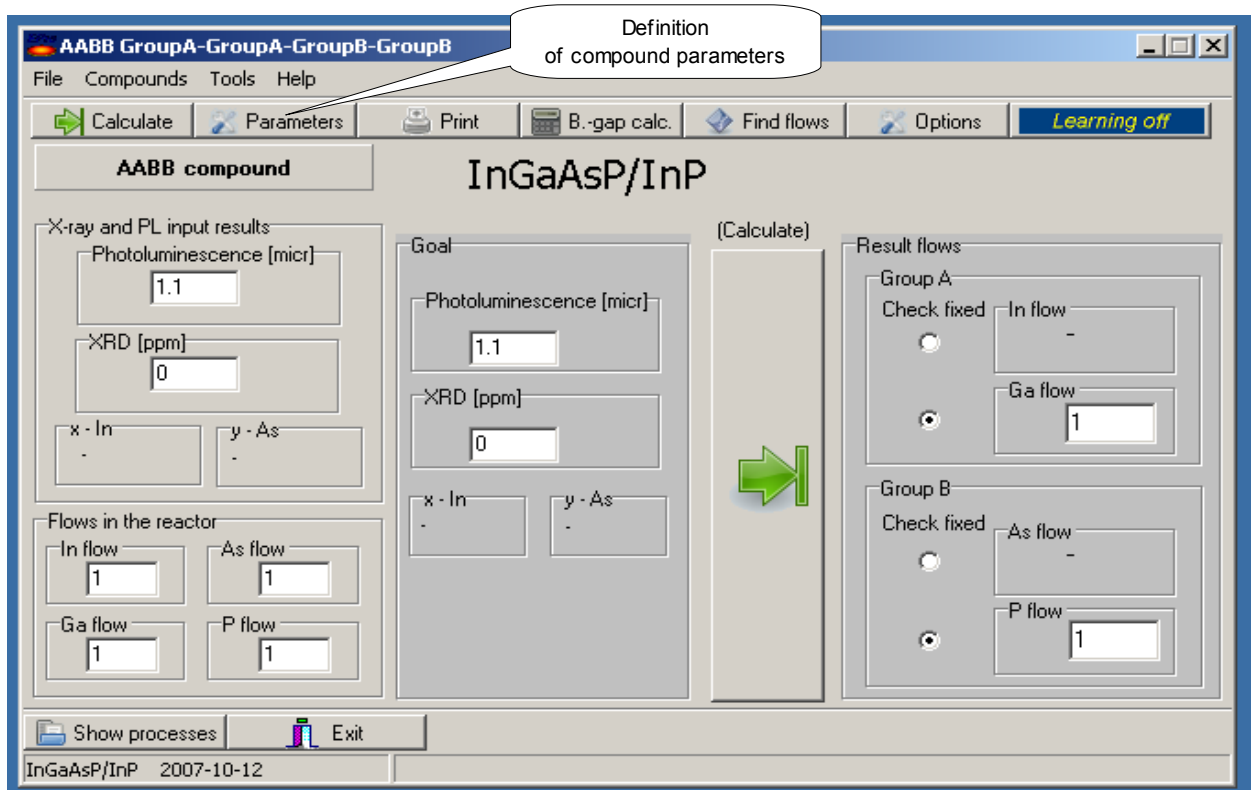 Definition
of compound parameters
AABB GroupA-GroupA-GroupB-GroupB
File Compounds Tools Help
Calculate Parameters Print B.-gap calc. Find flows Options Learning off
AABB compound
InGaAsP/InP
X-ray and PL input results
Photoluminescence [micr]
1.1
XRD [ppm]
0
x - In y - As
- -
Flows in the reactor
In flow As flow
1 1
Ga flow P flow
1 1
Goal
Photoluminescence [micr]
1.1
XRD [ppm]
0
x - In y - As
- -
(Calculate)
Result flows
Group A
Check fixed In flow
-
Ga flow
1
Group B
Check fixed As flow
-
P flow
1
Show processes Exit
InGaAsP/InP 2007-10-12